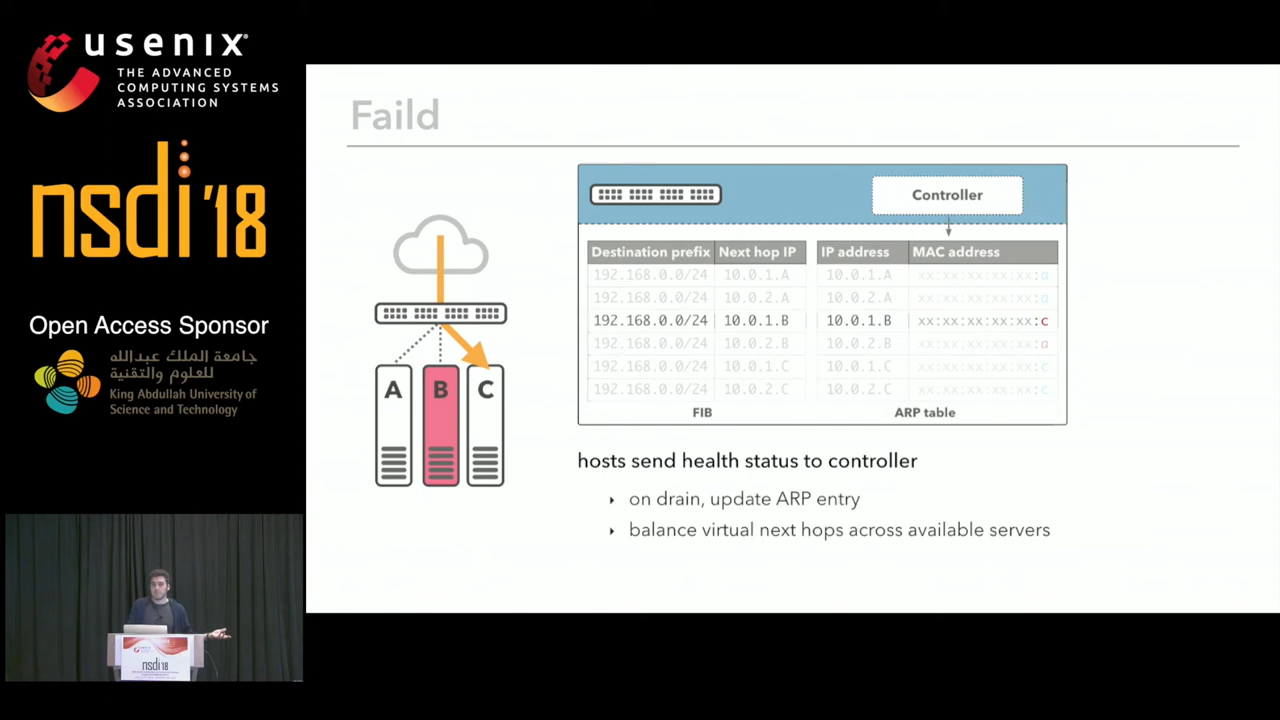 usenix
THE ADVANCED
COMPUTING SYSTEMS
ASSOCIATION
nsdi '18
Open Access Sponsor
جامعة الملك عبدالله
للعلوم والتقنية
King Abdullah University of
Science and Technology
usenix
nsdi'18
Faild
Controller
Destination prefix Next hop IP IP address MAC address
192.168.0.0/24 10.0.1.A 10.0.1.A xx:xx:xx:xx:xx:a
192.168.0.0/24 10.0.2.A 10.0.2.A xx:xx:xx:xx:xx:a
192.168.0.0/24 10.0.1.B 10.0.1.B xx:xx:xx:xx:xx:c
192.168.0.0/24 10.0.2.B 10.0.2.B xx:xx:xx:xx:xx:a
192.168.0.0/24 10.0.1.C 10.0.1.C xx:xx:xx:xx:xx:c
192.168.0.0/24 10.0.2.C 10.0.2.C xx:xx:xx:xx:xx:c
FIB ARP table
A B C
hosts send health status to controller
on drain, update ARP entry
balance virtual next hops across available servers